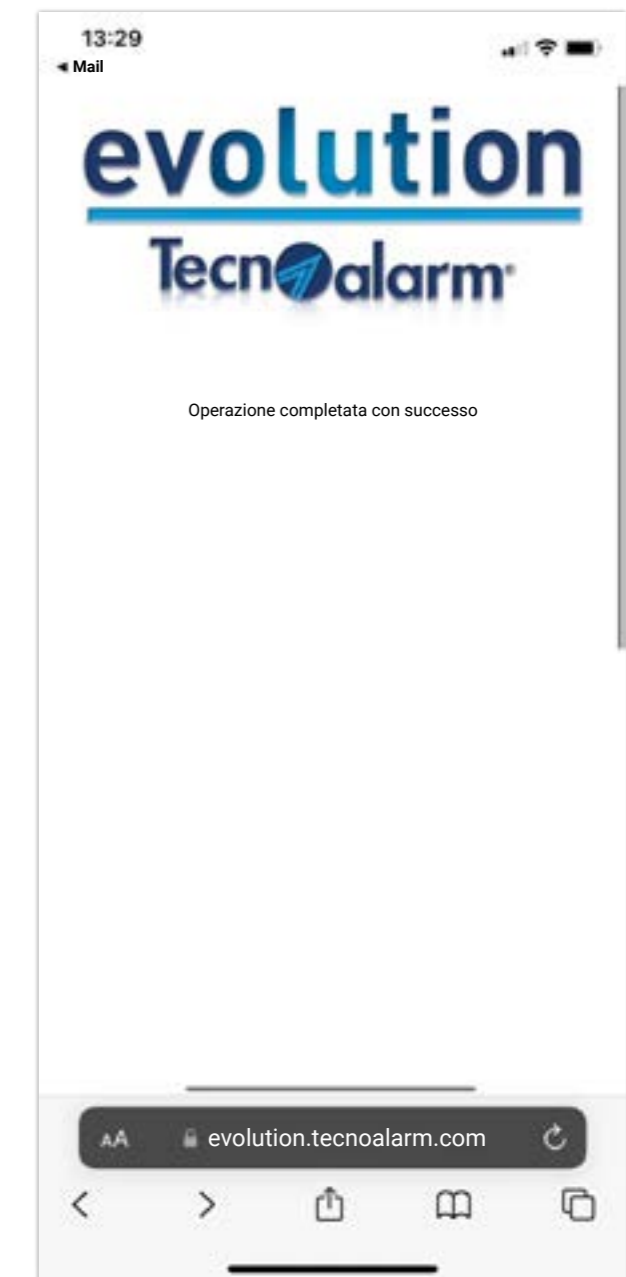 13:29
◄ Mail
evolution
Tecnoalarm
Operazione completata con successo
AA evolution.tecnoalarm.com